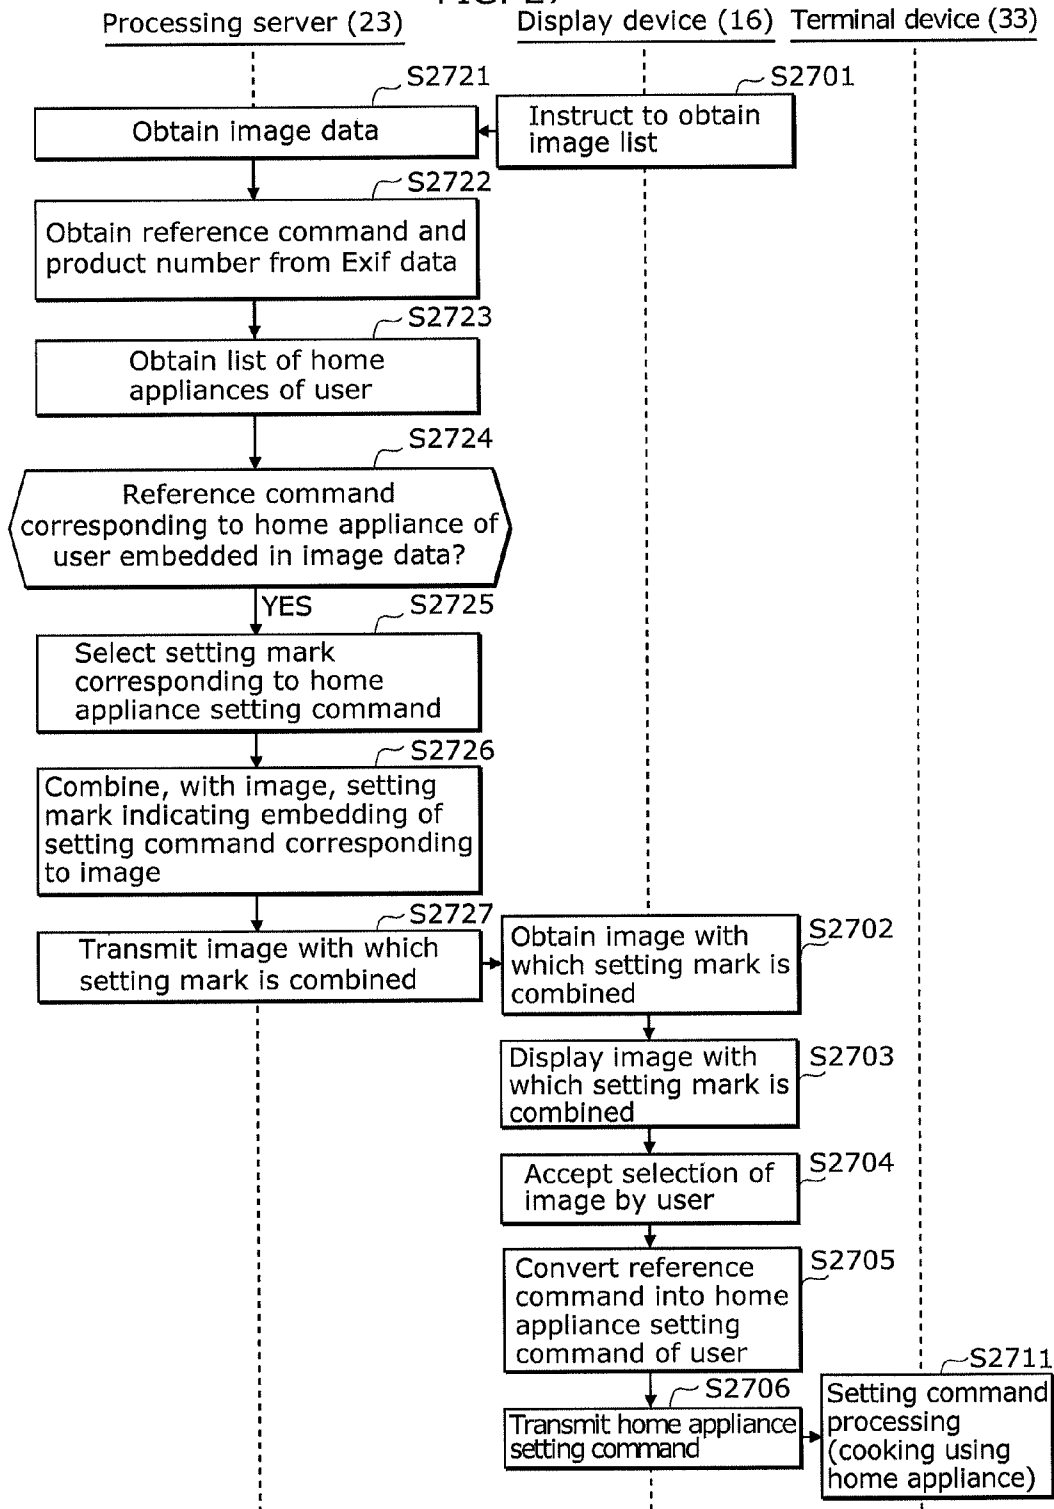 Processing server (23)
Display device (16)
Terminal device (33)
S2721
S2701
Obtain image data
Instruct to obtain
image list
S2722
Obtain reference command and
product number from Exif data
S2723
Obtain list of home
appliances of user
S2724
Reference command
corresponding to home appliance of
user embedded in image data?
YES
S2725
Select setting mark
corresponding to home
appliance setting command
S2726
Combine, with image, setting
mark indicating embedding of
setting command corresponding
to image
S2727
Transmit image with which
setting mark is combined
S2702
Obtain image with
which setting mark is
combined
S2703
Display image with
which setting mark is
combined
S2704
Accept selection of
image by user
S2705
Convert reference
command into home
appliance setting
command of user
S2706
Transmit home appliance
setting command
S2711
Setting command
processing
(cooking using
home appliance)